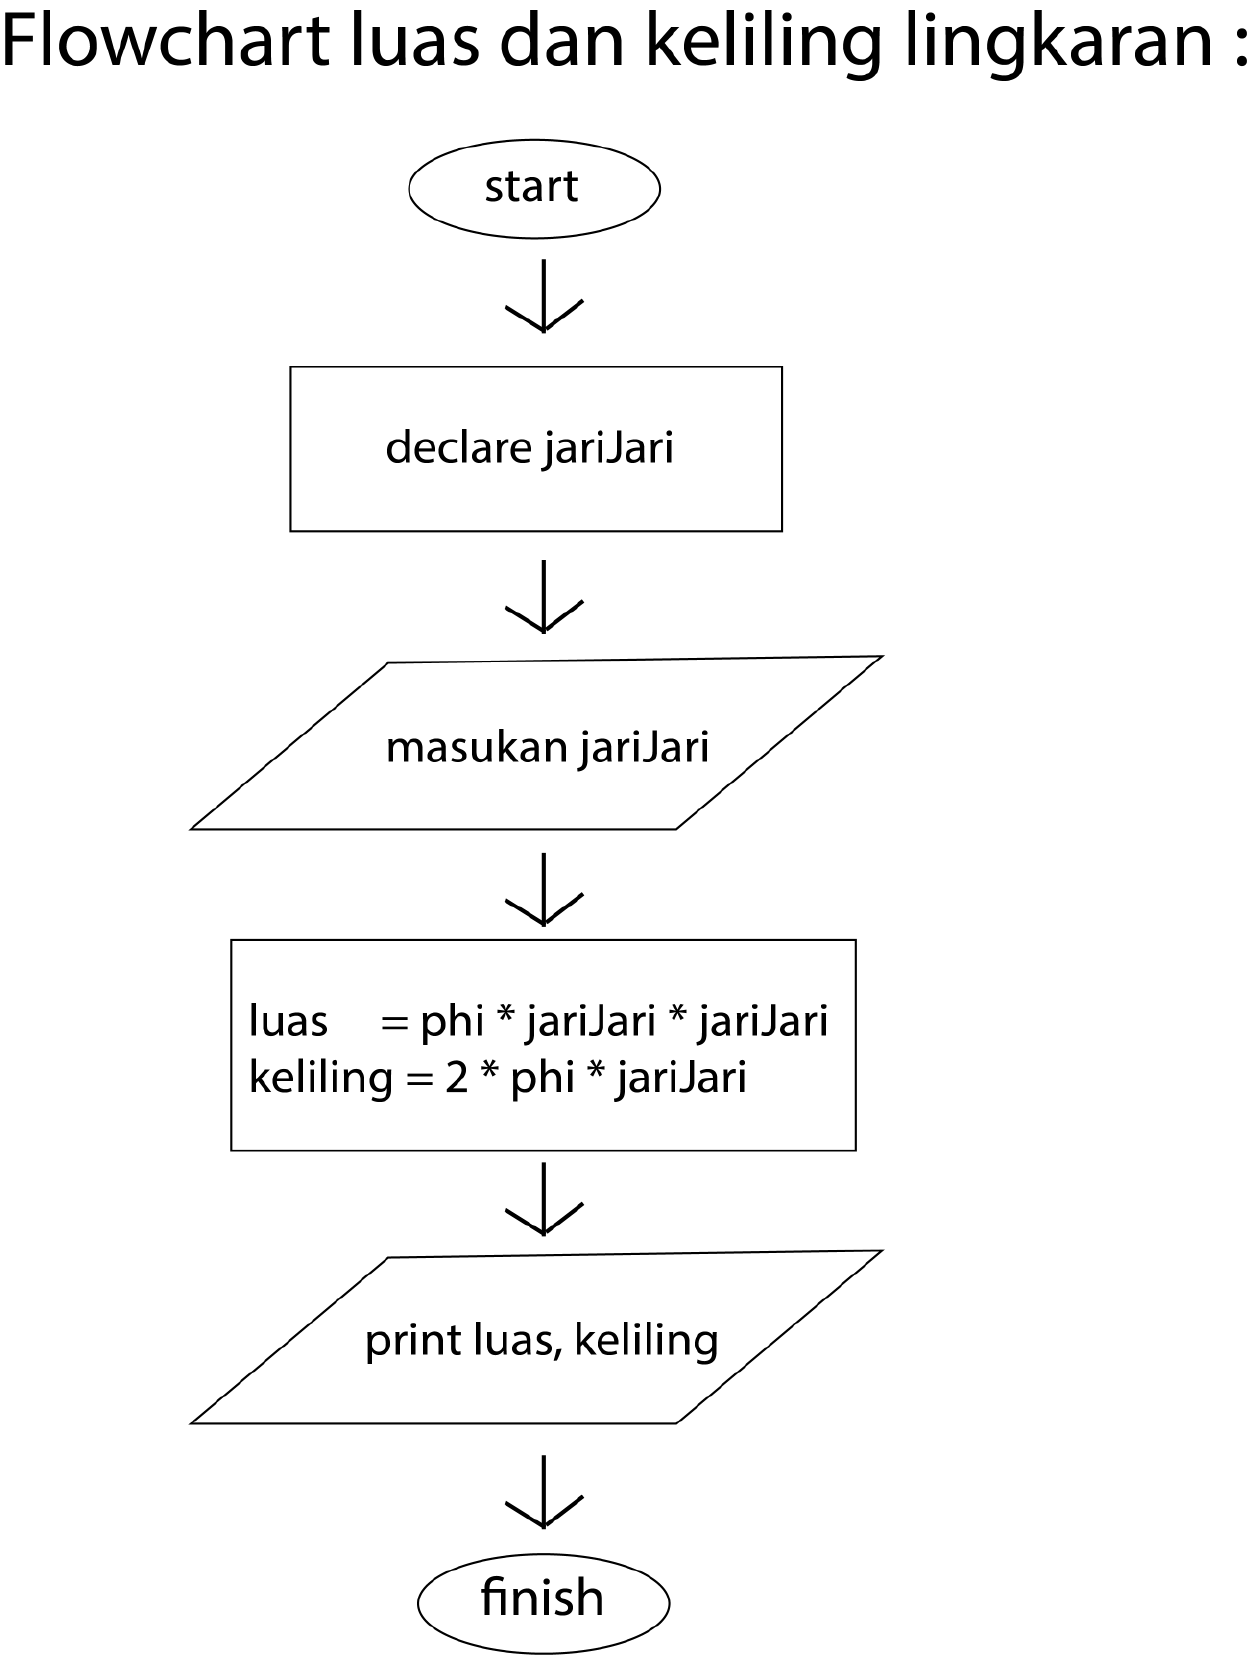 Flowchart luas dan keliling lingkaran :
start
declare jariJari
masukan jariJari
luas = phi * jariJari * jariJari
keliling = 2 * phi * jariJari
print luas, keliling
finish